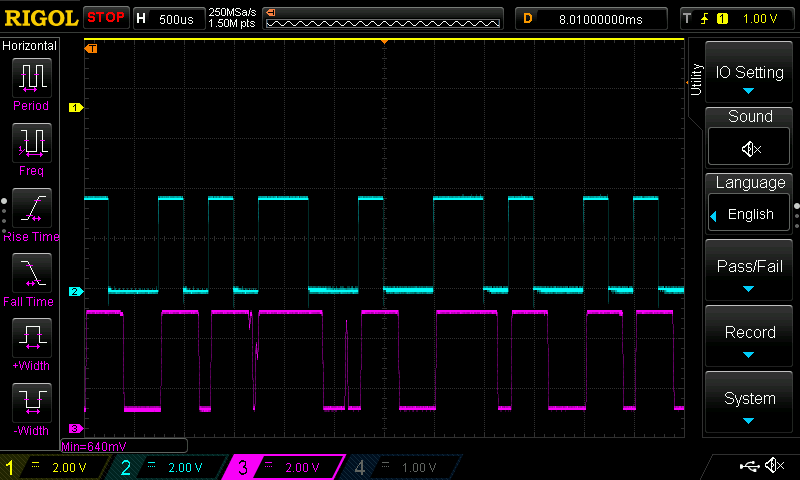 RIGOL STOP H 500us 250MSa/s D 8.01000000ms T 1 1.00 V
1.50M pts
Horizontal
T
IO Setting
Utility
Period
1
Sound
Freq
Language
English
Rise Time
Pass/Fail
Fall Time
2
Record
+Width
System
-Width
3
Min=640mV
1 2.00 V 2 2.00 V 3 2.00 V 4 1.00 V